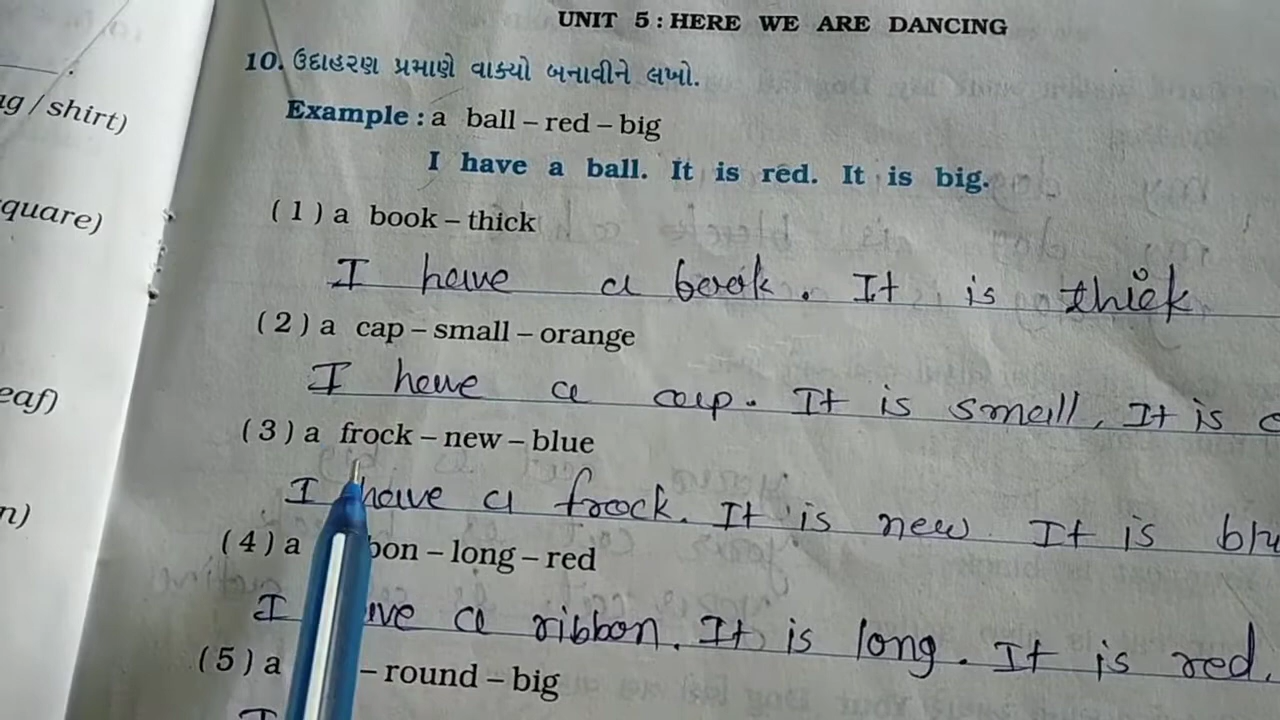 UNIT 5 : HERE WE ARE DANCING
10. ઉદાહરણ પ્રમાણે વાક્યો બનાવીને લખો.
g / shirt)
Example : a ball – red – big
I have a ball. It is red. It is big.
quare)
( 1 ) a book – thick
I have a book. It is thick
( 2 ) a cap – small – orange
I have a cap. It is small. It is
eaf)
( 3 ) a frock – new – blue
I have a frock. It is new It is blu
n)
( 4 ) a bon – long – red
I ve a ribbon. It is long. It is red.
( 5 ) a – round – big
I